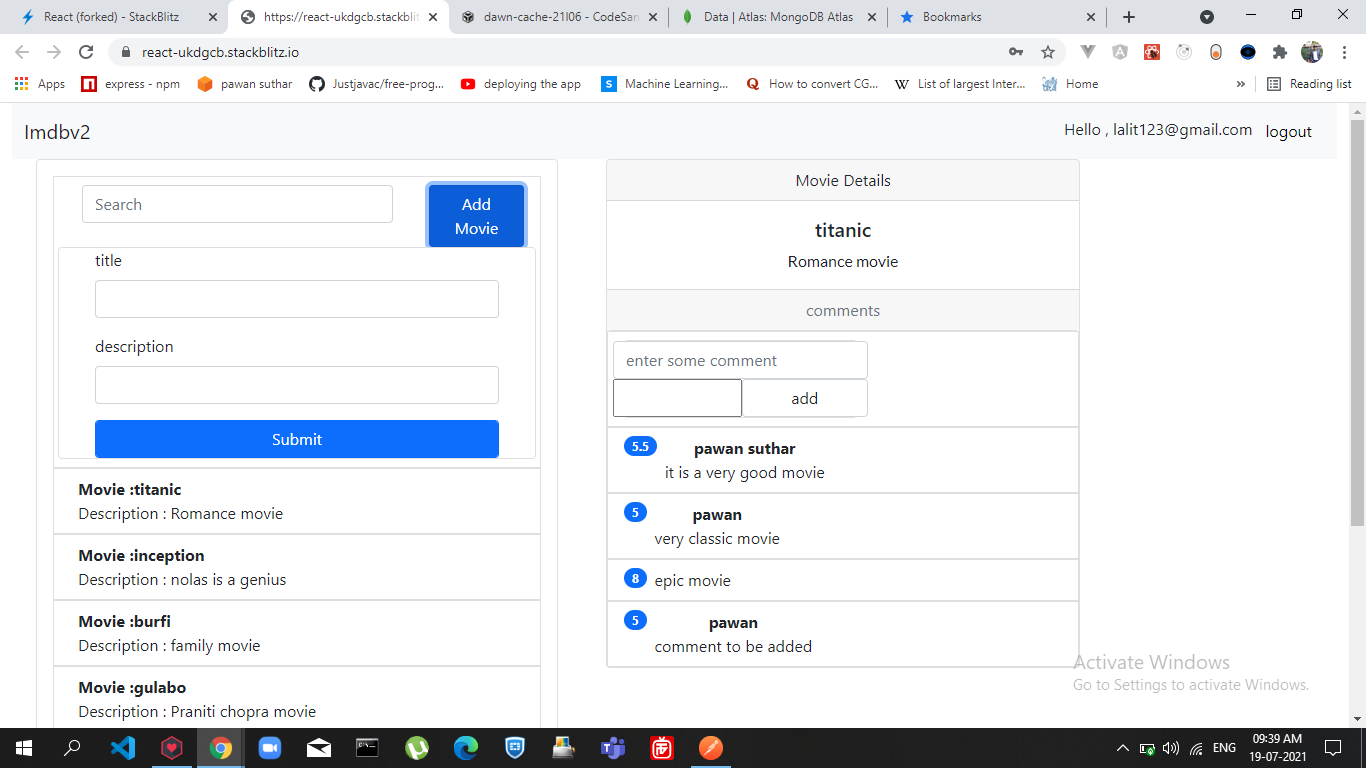 React (forked) - StackBlitz
https://react-ukdgcb.stackblit
dawn-cache-21l06 - CodeSan
Data | Atlas: MongoDB Atlas
Bookmarks
react-ukdgcb.stackblitz.io
Apps
express - npm
pawan suthar
Justjavac/free-prog...
deploying the app
Machine Learning...
How to convert CG...
List of largest Inter...
Home
»
Reading list
Imdbv2
Hello , lalit123@gmail.com
logout
Search
Add
Movie
title
description
Submit
Movie :titanic
Description : Romance movie
Movie :inception
Description : nolas is a genius
Movie :burfi
Description : family movie
Movie :gulabo
Description : Praniti chopra movie
Movie Details
titanic
Romance movie
comments
enter some comment
add
5.5 pawan suthar
it is a very good movie
5 pawan
very classic movie
8 epic movie
5 pawan
comment to be added
Activate Windows
Go to Settings to activate Windows.
ENG
09:39 AM
19-07-2021